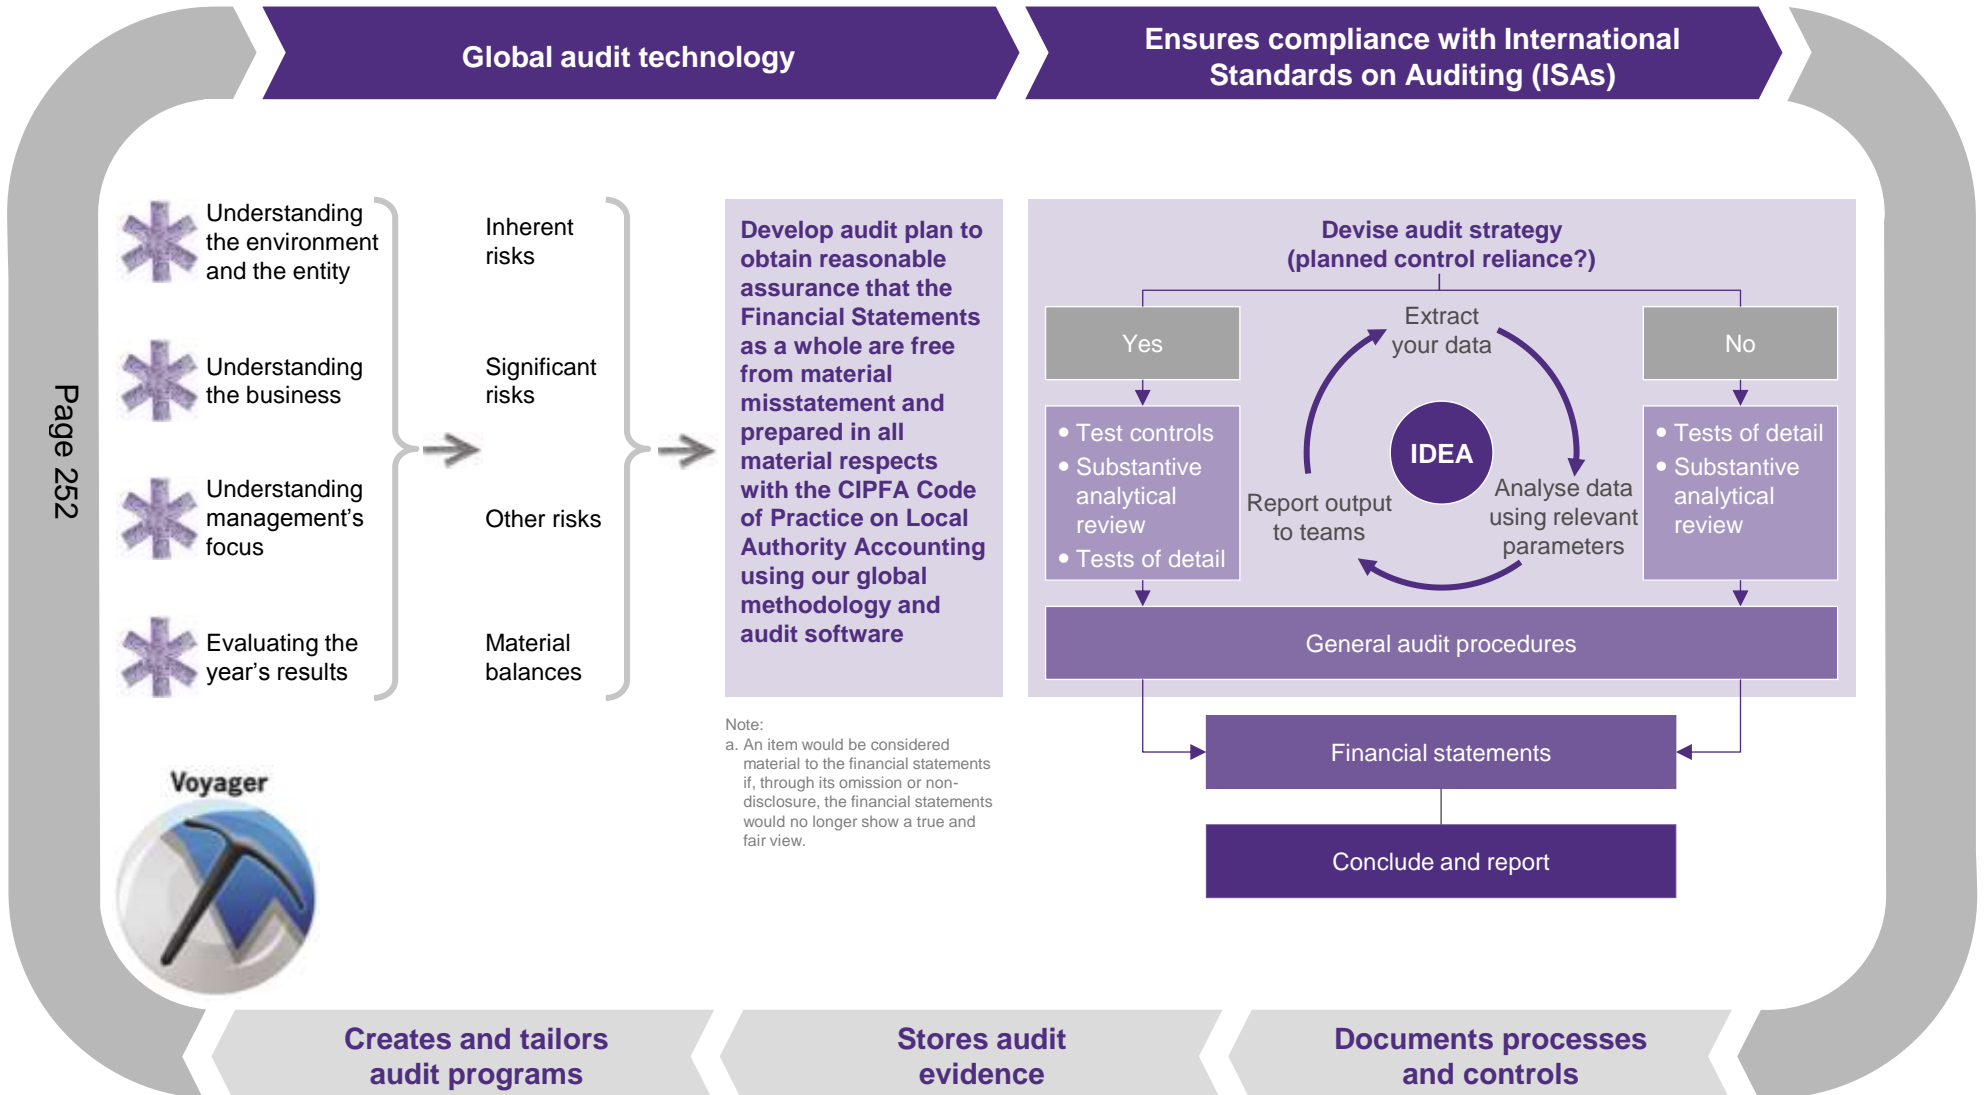 Global audit technology
Ensures compliance with International
Standards on Auditing (ISAs)
Page 252
Understanding
the environment
and the entity
Understanding
the business
Understanding
management’s
focus
Evaluating the
year’s results
Inherent
risks
Significant
risks
Other risks
Material
balances
Develop audit plan to
obtain reasonable
assurance that the
Financial Statements
as a whole are free
from material
misstatement and
prepared in all
material respects
with the CIPFA Code
of Practice on Local
Authority Accounting
using our global
methodology and
audit software
Note:
a. An item would be considered
material to the financial statements
if, through its omission or non-
disclosure, the financial statements
would no longer show a true and
fair view.
Devise audit strategy
(planned control reliance?)
Yes
• Test controls
• Substantive
analytical
review
• Tests of detail
Extract
your data
IDEA
Analyse data
using relevant
parameters
Report output
to teams
No
• Tests of detail
• Substantive
analytical
review
General audit procedures
Financial statements
Conclude and report
Voyager
Creates and tailors
audit programs
Stores audit
evidence
Documents processes
and controls